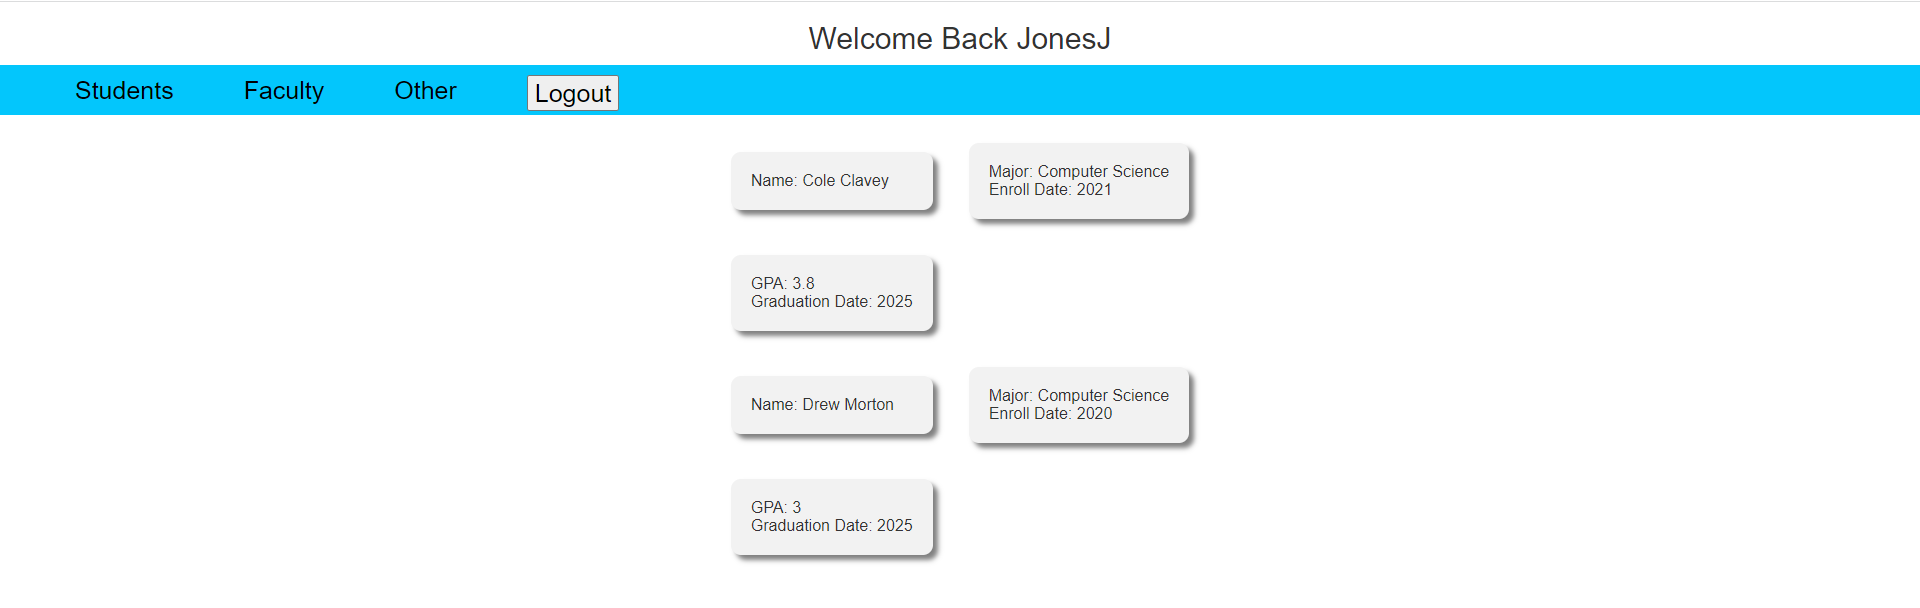 Welcome Back JonesJ
Students Faculty Other Logout
Name: Cole Clavey
Major: Computer Science
Enroll Date: 2021
GPA: 3.8
Graduation Date: 2025
Name: Drew Morton
Major: Computer Science
Enroll Date: 2020
GPA: 3
Graduation Date: 2025